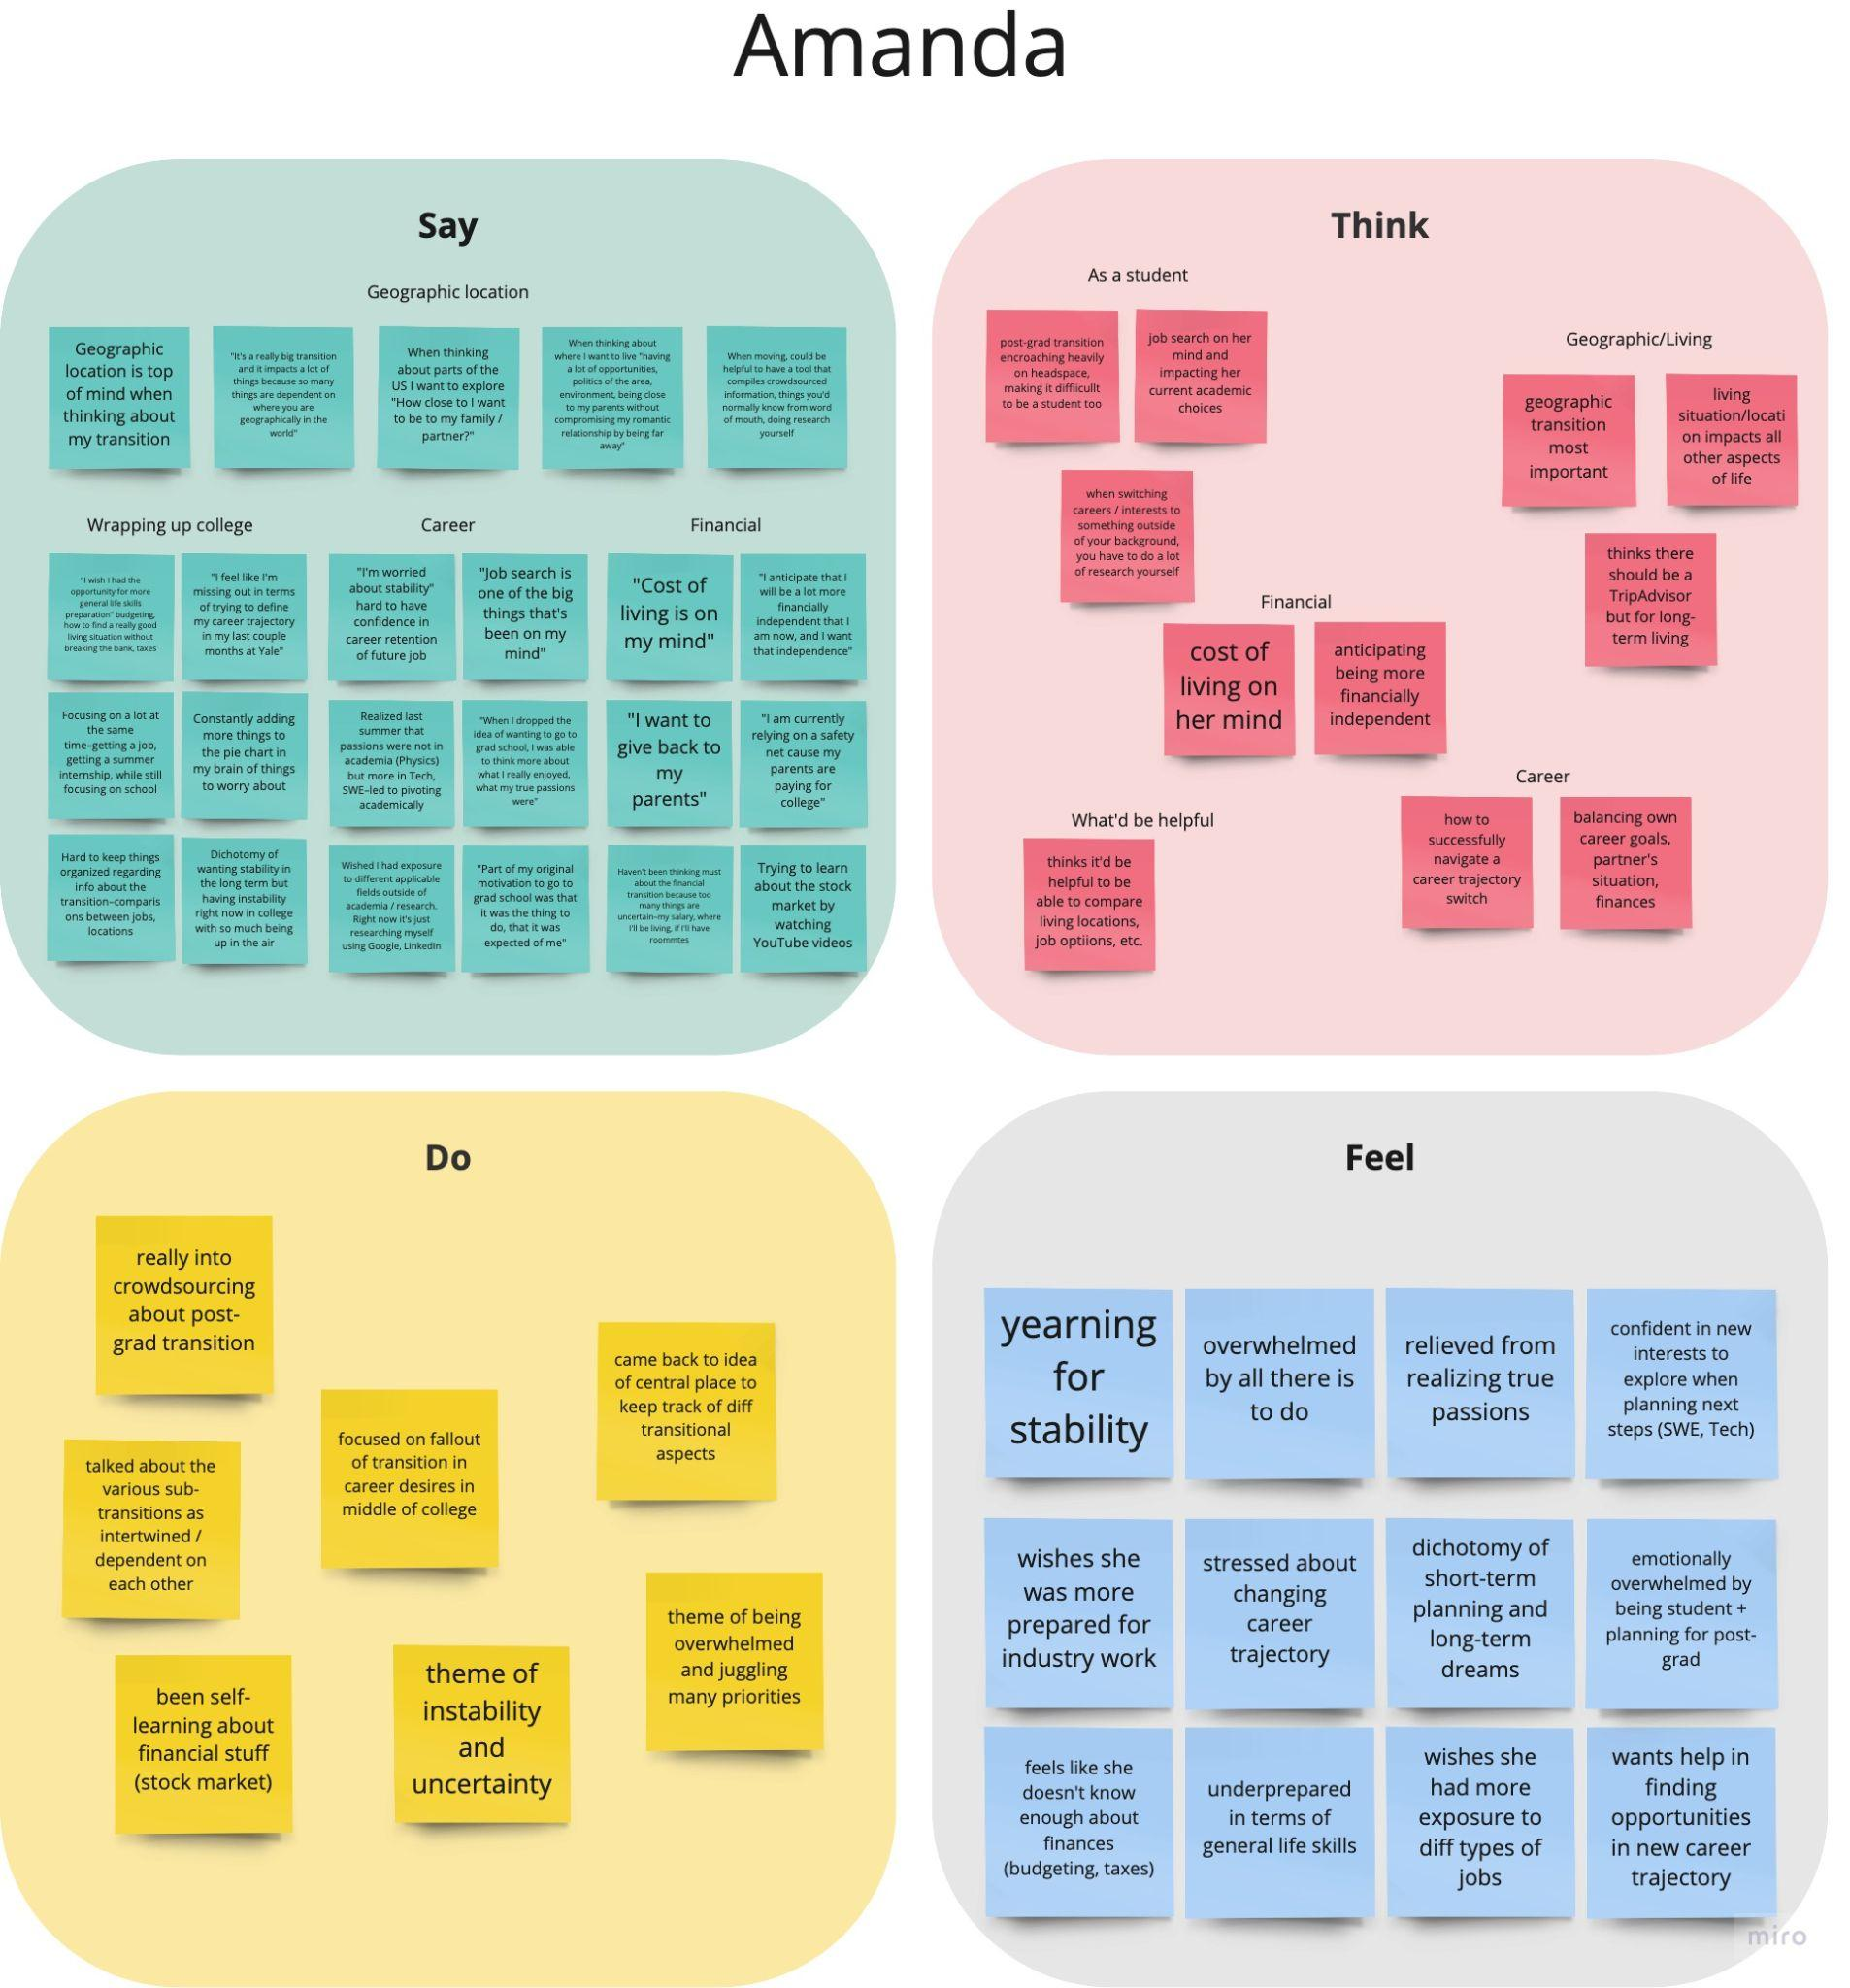 Amanda
Say
Geographic location
Geographic
location is top
of mind when
thinking about
my transition
"It's a really big transition
and it impacts a lot of
things because so many
things are dependent on
where you are
geographically in the
world"
When thinking
about parts of the
US I want to explore
"How close to I want
to be to my family /
partner?"
When thinking about
where I want to live "having
a lot of opportunities,
politics of the area,
environment, being close
to my parents without
compromising my romantic
relationship by being far
away"
When moving, could be
helpful to have a tool that
compiles crowdsourced
information, things you'd
normally know from word
of mouth, doing research
yourself
Wrapping up college
"I wish I had the
opportunity for more
general life skills
preparation" budgeting,
how to find a really good
living situation without
breaking the bank, taxes
"I feel like I'm
missing out in terms
of trying to define
my career trajectory
in my last couple
months at Yale"
Focusing on a lot at
the same
time–getting a job,
getting a summer
internship, while still
focusing on school
Constantly adding
more things to
the pie chart in
my brain of things
to worry about
Hard to keep things
organized regarding
info about the
transition–comparis
ons between jobs,
locations
Dichotomy of
wanting stability in
the long term but
having instability
right now in college
with so much being
up in the air
Career
"I'm worried
about stability"
hard to have
confidence in
career retention
of future job
"Job search is
one of the big
things that's
been on my
mind"
Realized last
summer that
passions were not in
academia (Physics)
but more in Tech,
SWE–led to pivoting
academically
"When I dropped the
idea of wanting to go to
grad school, I was able
to think more about
what I really enjoyed,
what my true passions
were"
Wished I had exposure
to different applicable
fields outside of
academia / research.
Right now it's just
researching myself
using Google, LinkedIn
"Part of my original
motivation to go to
grad school was that
it was the thing to
do, that it was
expected of me"
Financial
"Cost of
living is on
my mind"
"I anticipate that I
will be a lot more
financially
independent that I
am now, and I want
that independence"
"I want to
give back to
my
parents"
"I am currently
relying on a safety
net cause my
parents are
paying for
college"
Haven't been thinking must
about the financial
transition because too
many things are
uncertain–my salary, where
I'll be living, if I'll have
roommtes
Trying to learn
about the stock
market by
watching
YouTube videos
Think
As a student
post-grad transition
encroaching heavily
on headspace,
making it diffiicullt
to be a student too
job search on her
mind and
impacting her
current academic
choices
when switching
careers / interests to
something outside
of your background,
you have to do a lot
of research yourself
Geographic/Living
geographic
transition
most
important
living
situation/locati
on impacts all
other aspects
of life
thinks there
should be a
TripAdvisor
but for long-
term living
Financial
cost of
living on
her mind
anticipating
being more
financially
independent
What'd be helpful
thinks it'd be
helpful to be
able to compare
living locations,
job optiions, etc.
Career
how to
successfully
navigate a
career trajectory
switch
balancing own
career goals,
partner's
situation,
finances
Do
really into
crowdsourcing
about post-
grad transition
came back to idea
of central place to
keep track of diff
transitional
aspects
focused on fallout
of transition in
career desires in
middle of college
talked about the
various sub-
transitions as
intertwined /
dependent on
each other
theme of being
overwhelmed
and juggling
many priorities
been self-
learning about
financial stuff
(stock market)
theme of
instability
and
uncertainty
Feel
yearning
for
stability
overwhelmed
by all there is
to do
relieved from
realizing true
passions
confident in new
interests to
explore when
planning next
steps (SWE, Tech)
wishes she
was more
prepared for
industry work
stressed about
changing
career
trajectory
dichotomy of
short-term
planning and
long-term
dreams
emotionally
overwhelmed by
being student +
planning for post-
grad
feels like she
doesn't know
enough about
finances
(budgeting, taxes)
underprepared
in terms of
general life skills
wishes she
had more
exposure to
diff types of
jobs
wants help in
finding
opportunities
in new career
trajectory
miro